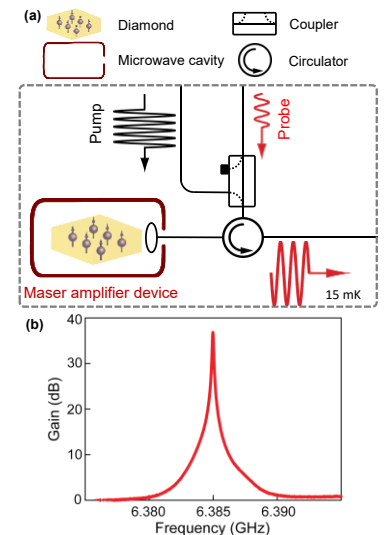 (a)
Diamond
Coupler
Microwave cavity
Circulator
Pump
Probe
Maser amplifier device
15 mK
(b)
40
30
20
10
0
Gain (dB)
6.380
6.385
6.390
Frequency (GHz)